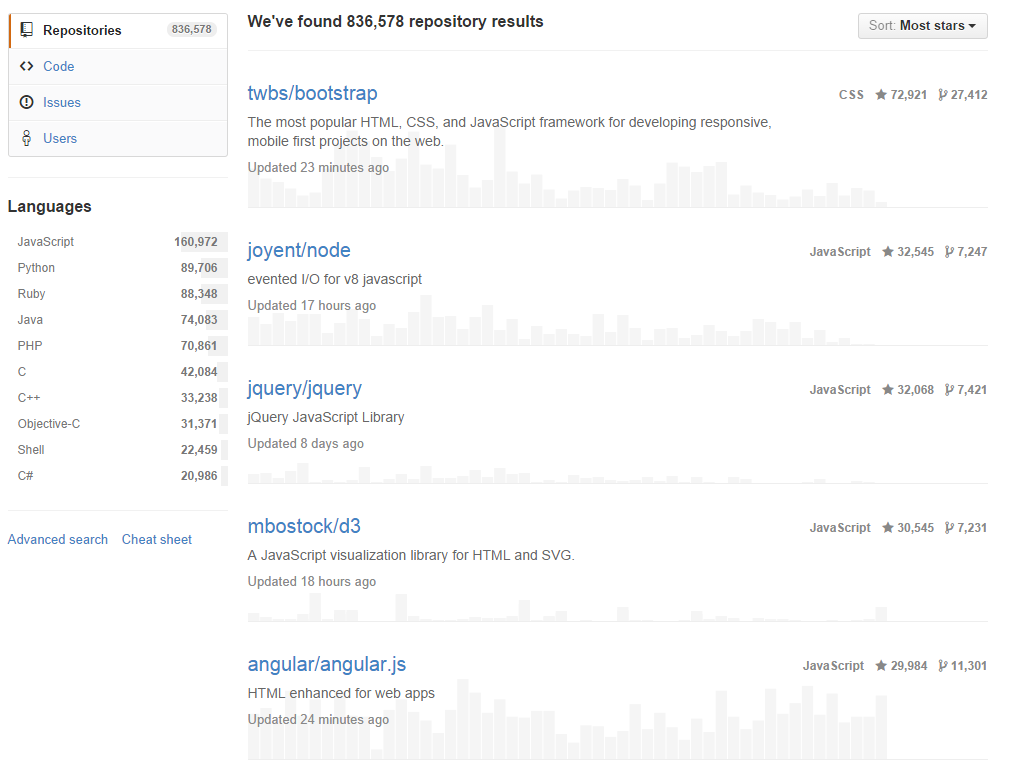 Repositories 836,578
Code
Issues
Users
Languages
JavaScript 160,972
Python 89,706
Ruby 88,348
Java 74,083
PHP 70,861
C 42,084
C++ 33,238
Objective-C 31,371
Shell 22,459
C# 20,986
Advanced search Cheat sheet
We've found 836,578 repository results
Sort: Most stars
twbs/bootstrap
CSS 72,921 27,412
The most popular HTML, CSS, and JavaScript framework for developing responsive,
mobile first projects on the web.
Updated 23 minutes ago
joyent/node
JavaScript 32,545 7,247
evented I/O for v8 javascript
Updated 17 hours ago
jquery/jquery
JavaScript 32,068 7,421
jQuery JavaScript Library
Updated 8 days ago
mbostock/d3
JavaScript 30,545 7,231
A JavaScript visualization library for HTML and SVG.
Updated 18 hours ago
angular/angular.js
JavaScript 29,984 11,301
HTML enhanced for web apps
Updated 24 minutes ago